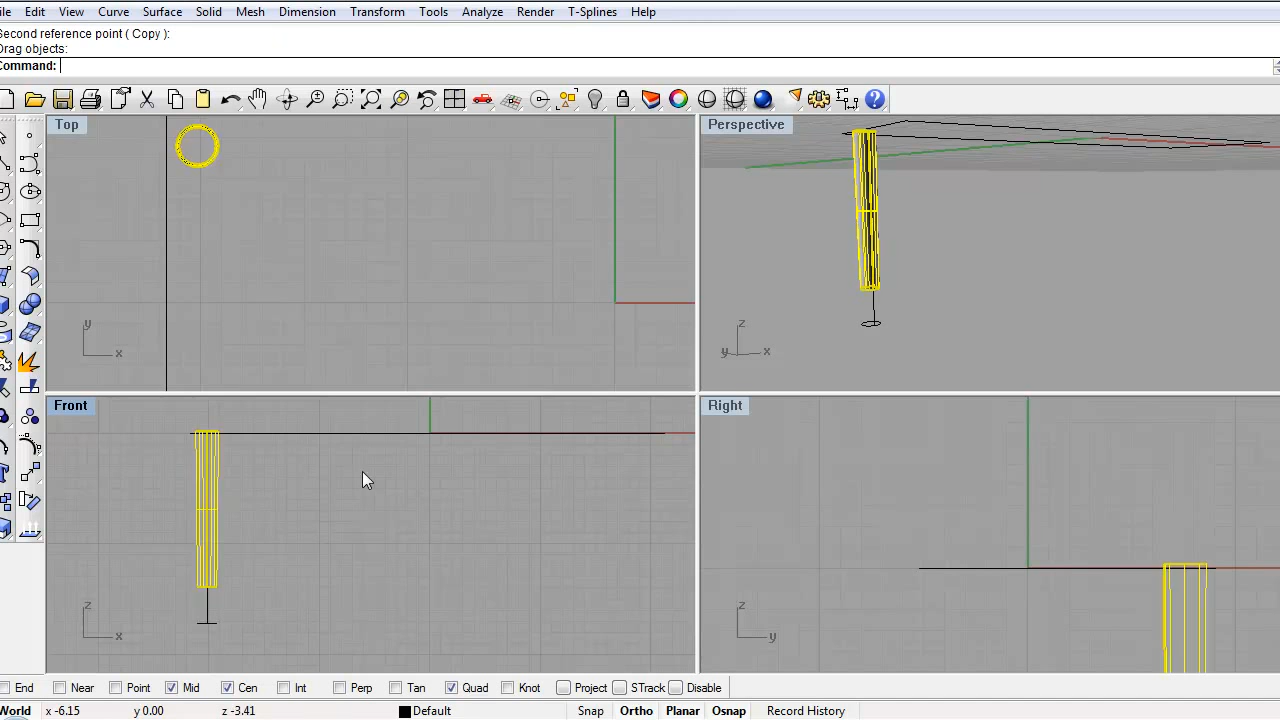 ile Edit View Curve Surface Solid Mesh Dimension Transform Tools Analyze Render T-Splines Help
Second reference point ( Copy ):
Drag objects:
Command:
Top
Perspective
y
x
z
y
x
Front
Right
z
x
z
y
End Near Point Mid Cen Int Perp Tan Quad Knot Project STrack Disable
World x -6.15 y 0.00 z -3.41 Default Snap Ortho Planar Osnap Record History